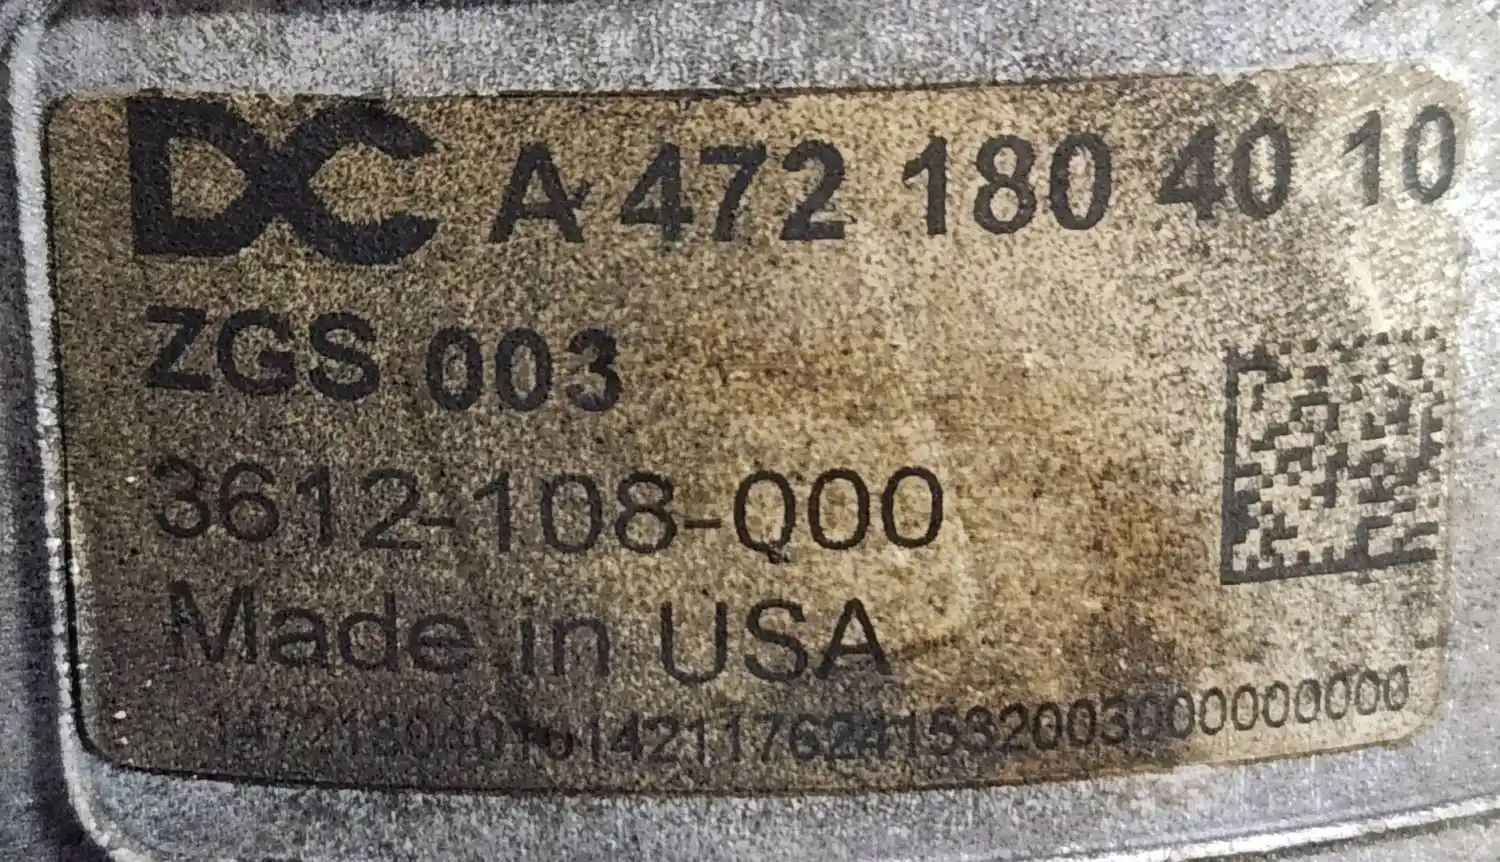 DC A 472 180 40 10
ZGS 003
3612-108-Q00
Made in USA